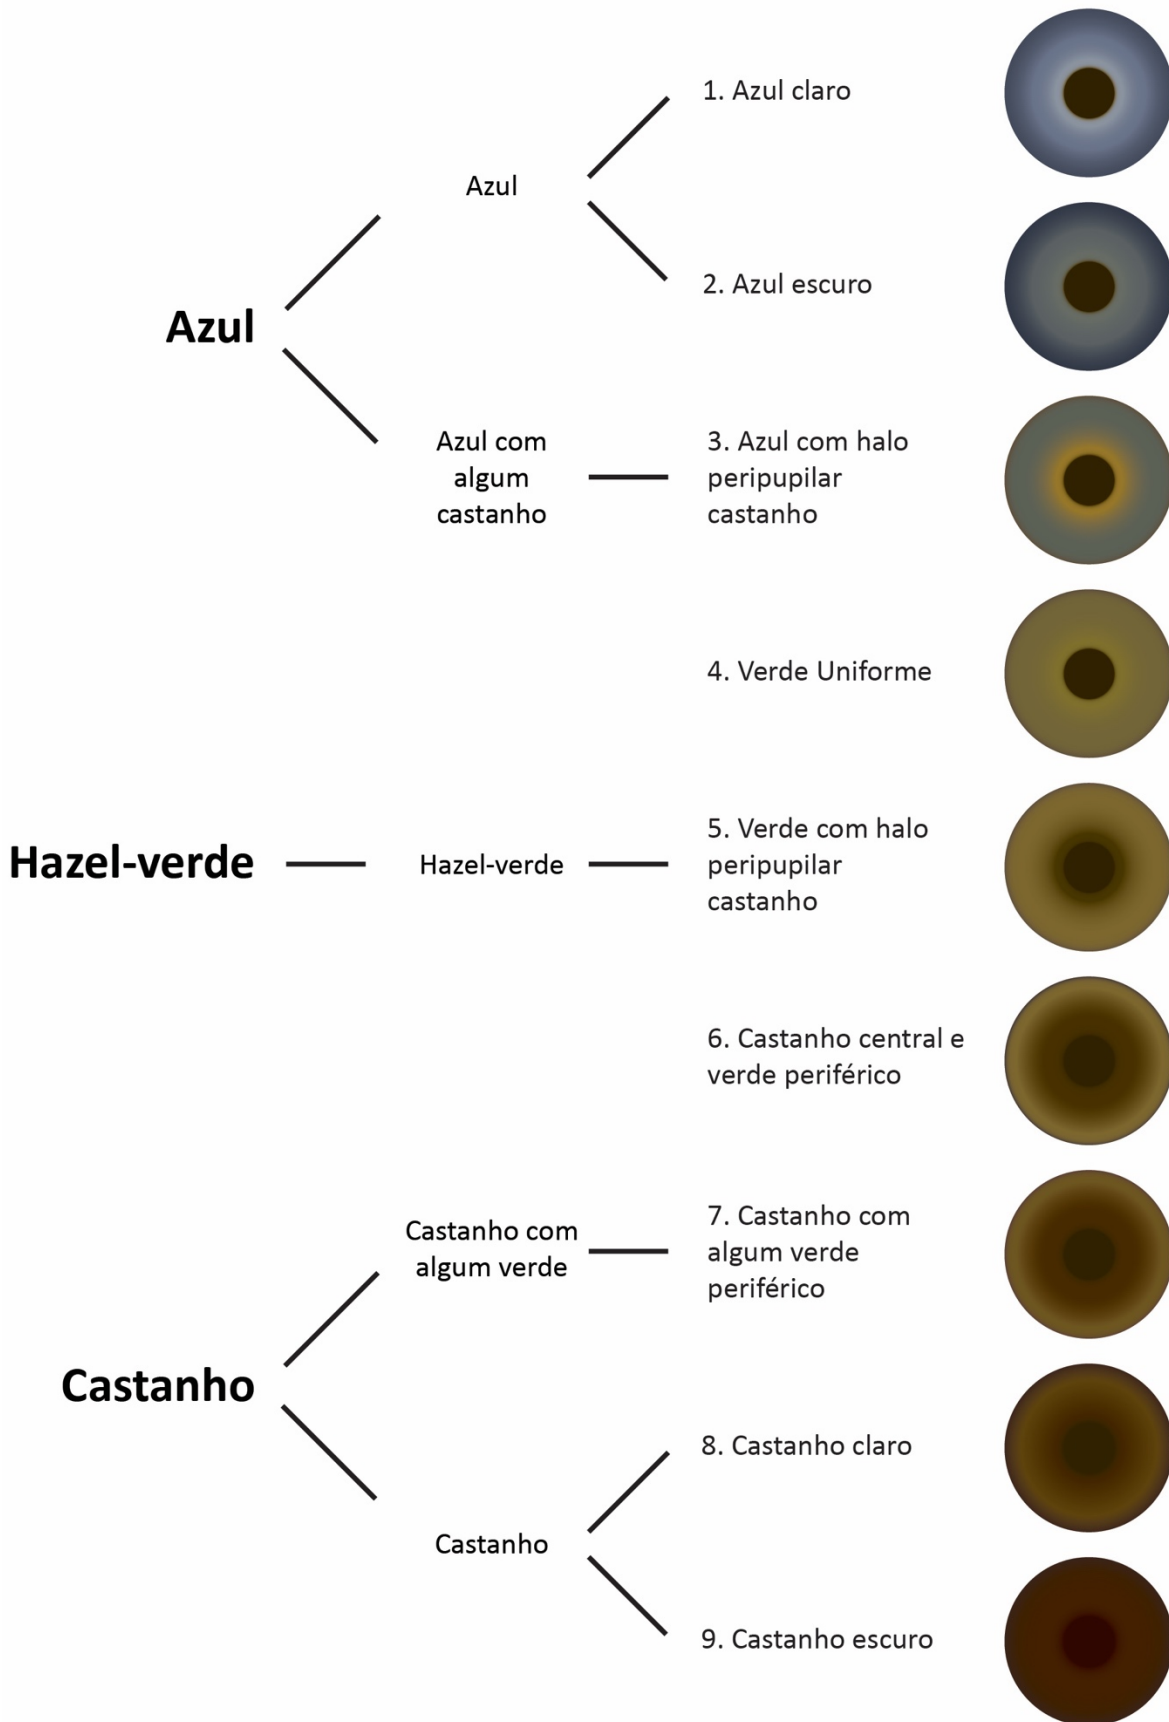 1. Azul claro
Azul
2. Azul escuro
Azul
Azul com
algum
castanho
3. Azul com halo
peripupilar
castanho
4. Verde Uniforme
Hazel-verde
Hazel-verde
5. Verde com halo
peripupilar
castanho
6. Castanho central e
verde periférico
Castanho com
algum verde
7. Castanho com
algum verde
periférico
Castanho
8. Castanho claro
Castanho
9. Castanho escuro